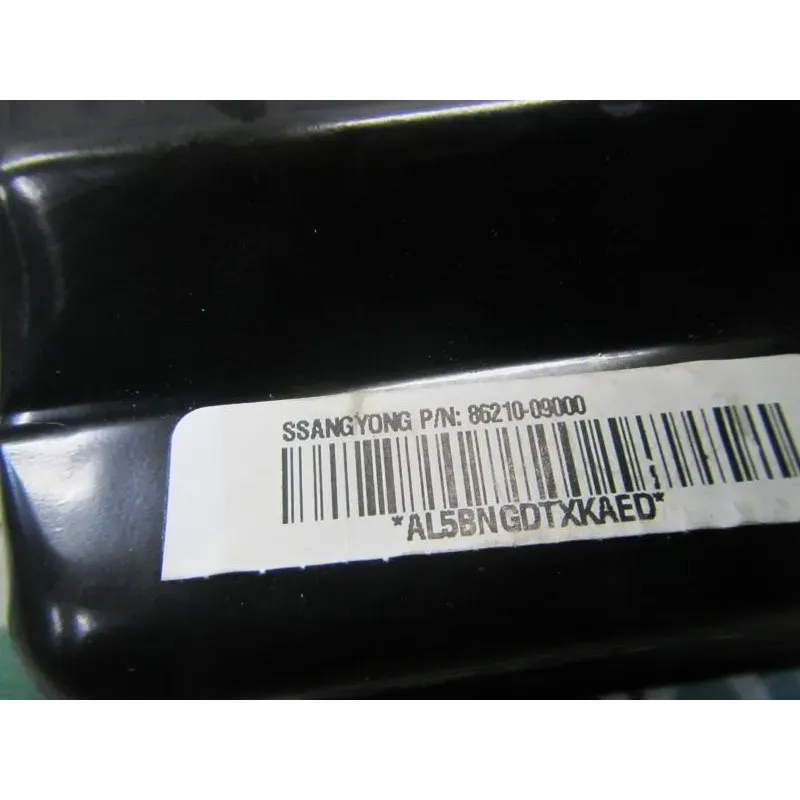 SSANGYONG P/N: 86210-09000
*AL5BNGDTXKAED*